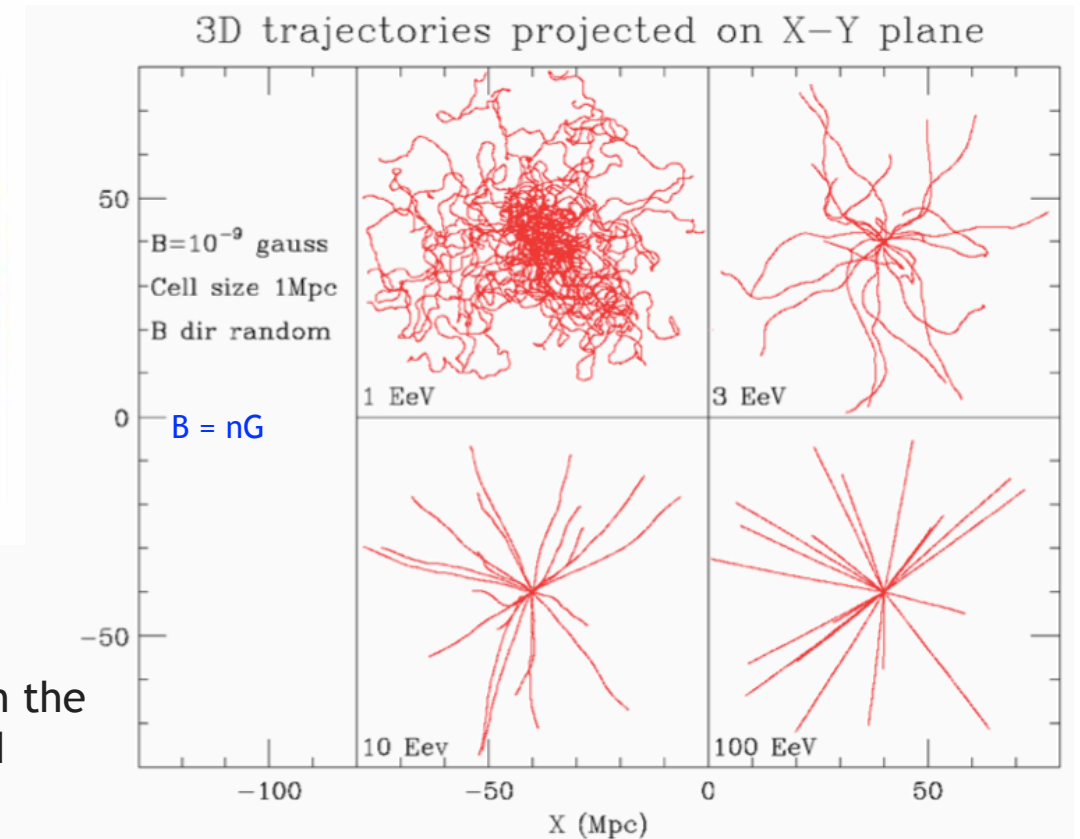 3D trajectories projected on X-Y plane
50
0
-50
B=10⁻⁹ gauss
Cell size 1Mpc
B dir random
B = nG
1 EeV
3 EeV
10 Eev
100 EeV
-100
-50
0
50
X (Mpc)
the